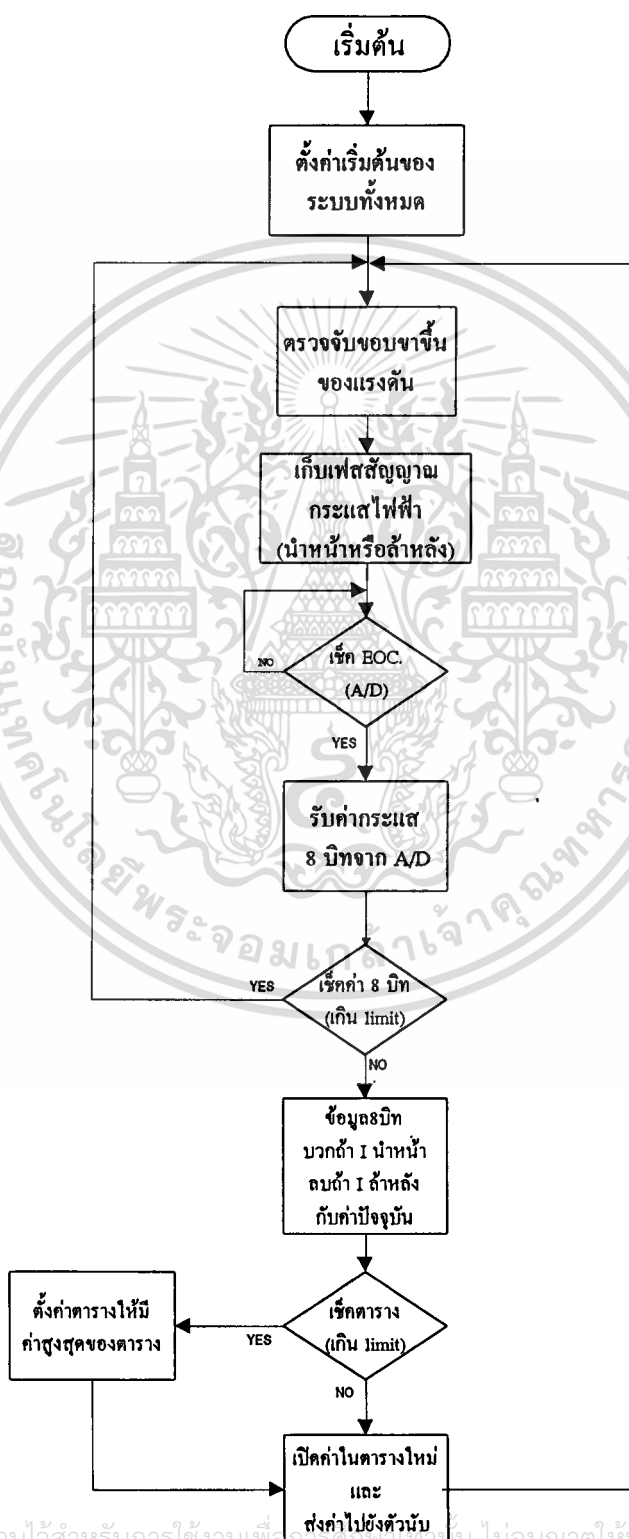 เริ่มต้น
ตั้งค่าเริ่มต้นของ
ระบบทั้งหมด
ตรวจจับขอบขาขึ้น
ของแรงดัน
เก็บเฟสสัญญาณ
กระแสไฟฟ้า
(นำหน้าหรือล้าหลัง)
เช็ค EOC.
(A/D)
NO
YES
รับค่ากระแส
8 บิทจาก A/D
เช็คค่า 8 บิท
(เกิน limit)
YES
NO
ข้อมูล8บิท
บวกถ้า I นำหน้า
ลบถ้า I ล้าหลัง
กับค่าปัจจุบัน
เช็คตาราง
(เกิน limit)
YES
ตั้งค่าตารางให้มี
ค่าสูงสุดของตาราง
NO
เปิดค่าในตารางใหม่
และ
ส่งค่าไปยังตัวนับ